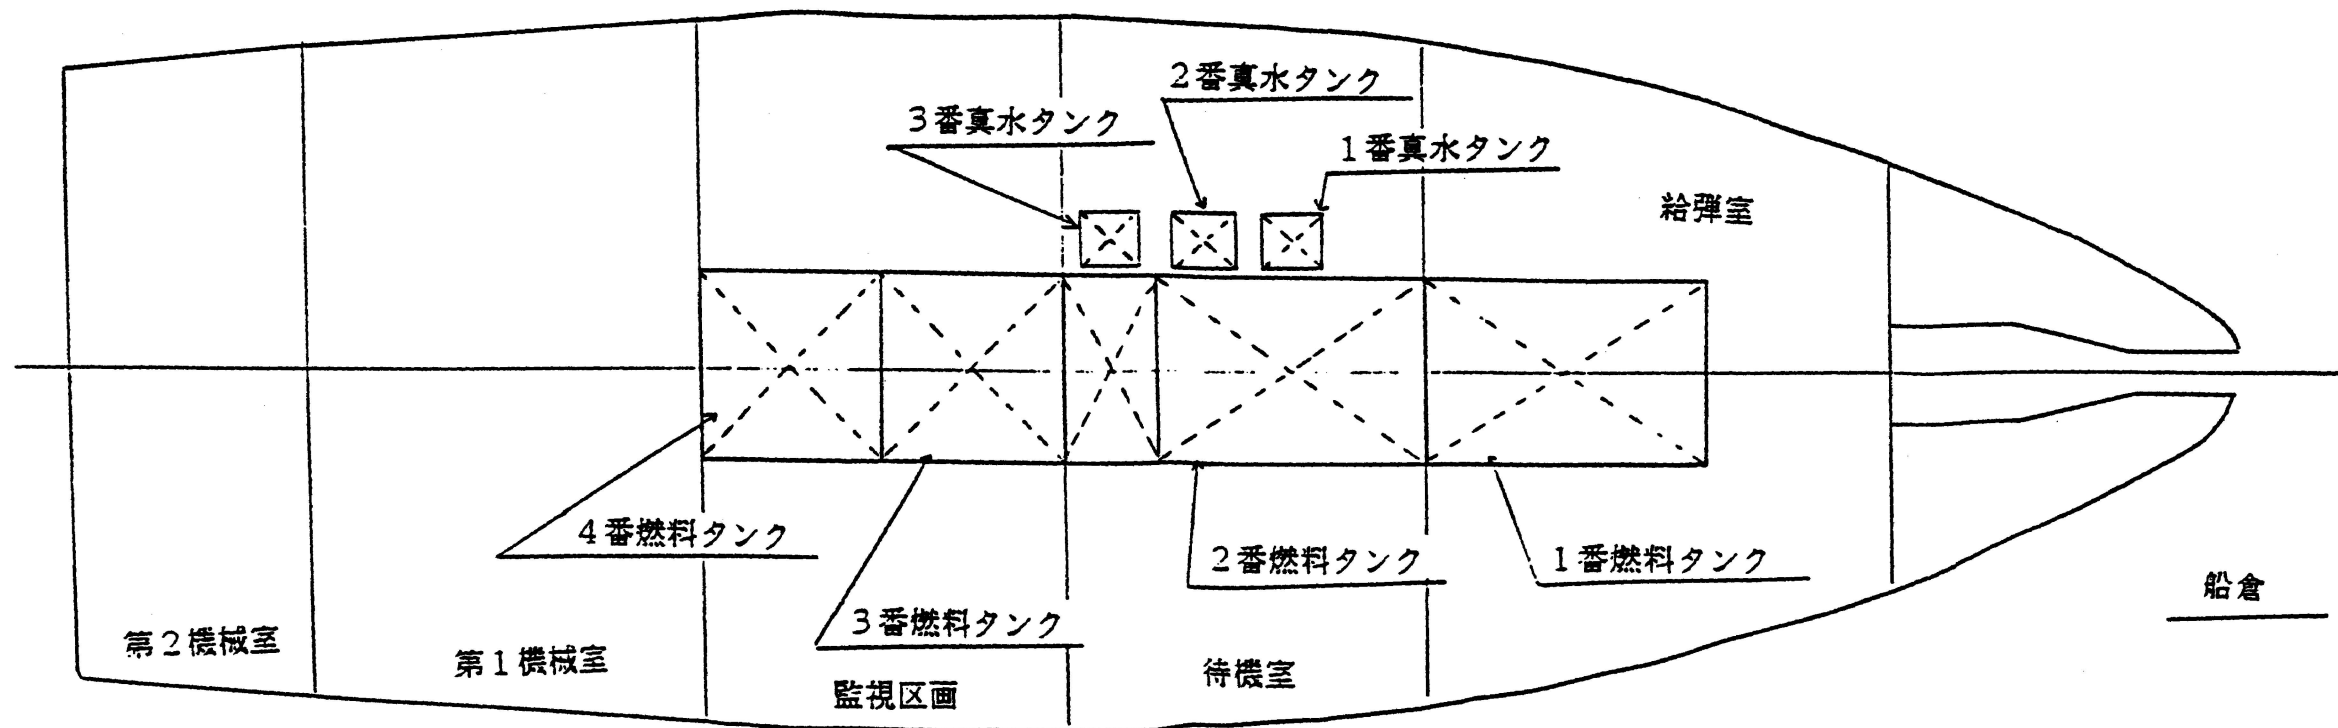 2番真水タンク
3番真水タンク
1番真水タンク
給弾室
4番燃料タンク
2番燃料タンク
1番燃料タンク
船倉
3番燃料タンク
第2機械室
第1機械室
待機室
監視区画